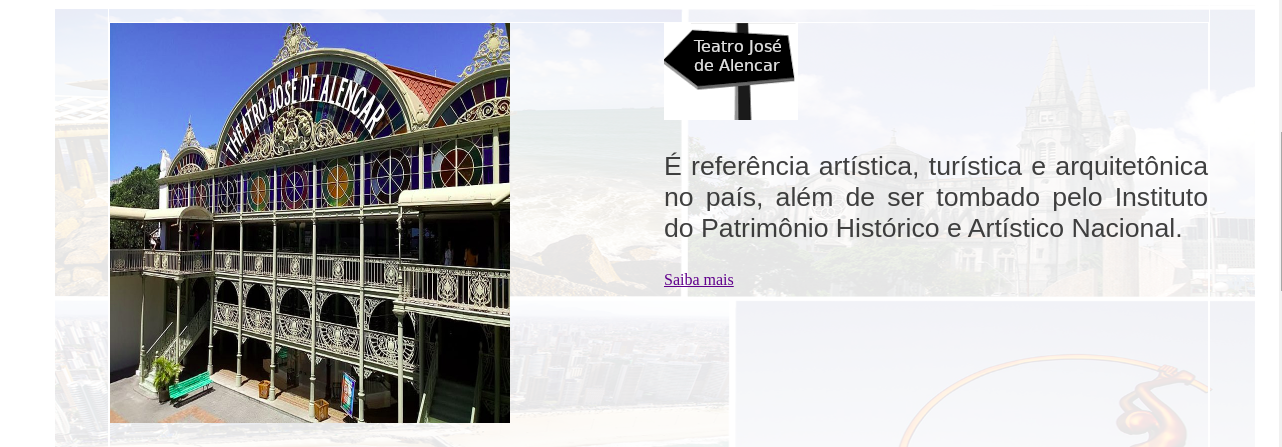 THEATRO JOSÉ DE ALENCAR
Teatro José
de Alencar
É referência artística, turística e arquitetônica
no país, além de ser tombado pelo Instituto
do Patrimônio Histórico e Artístico Nacional.
Saiba mais